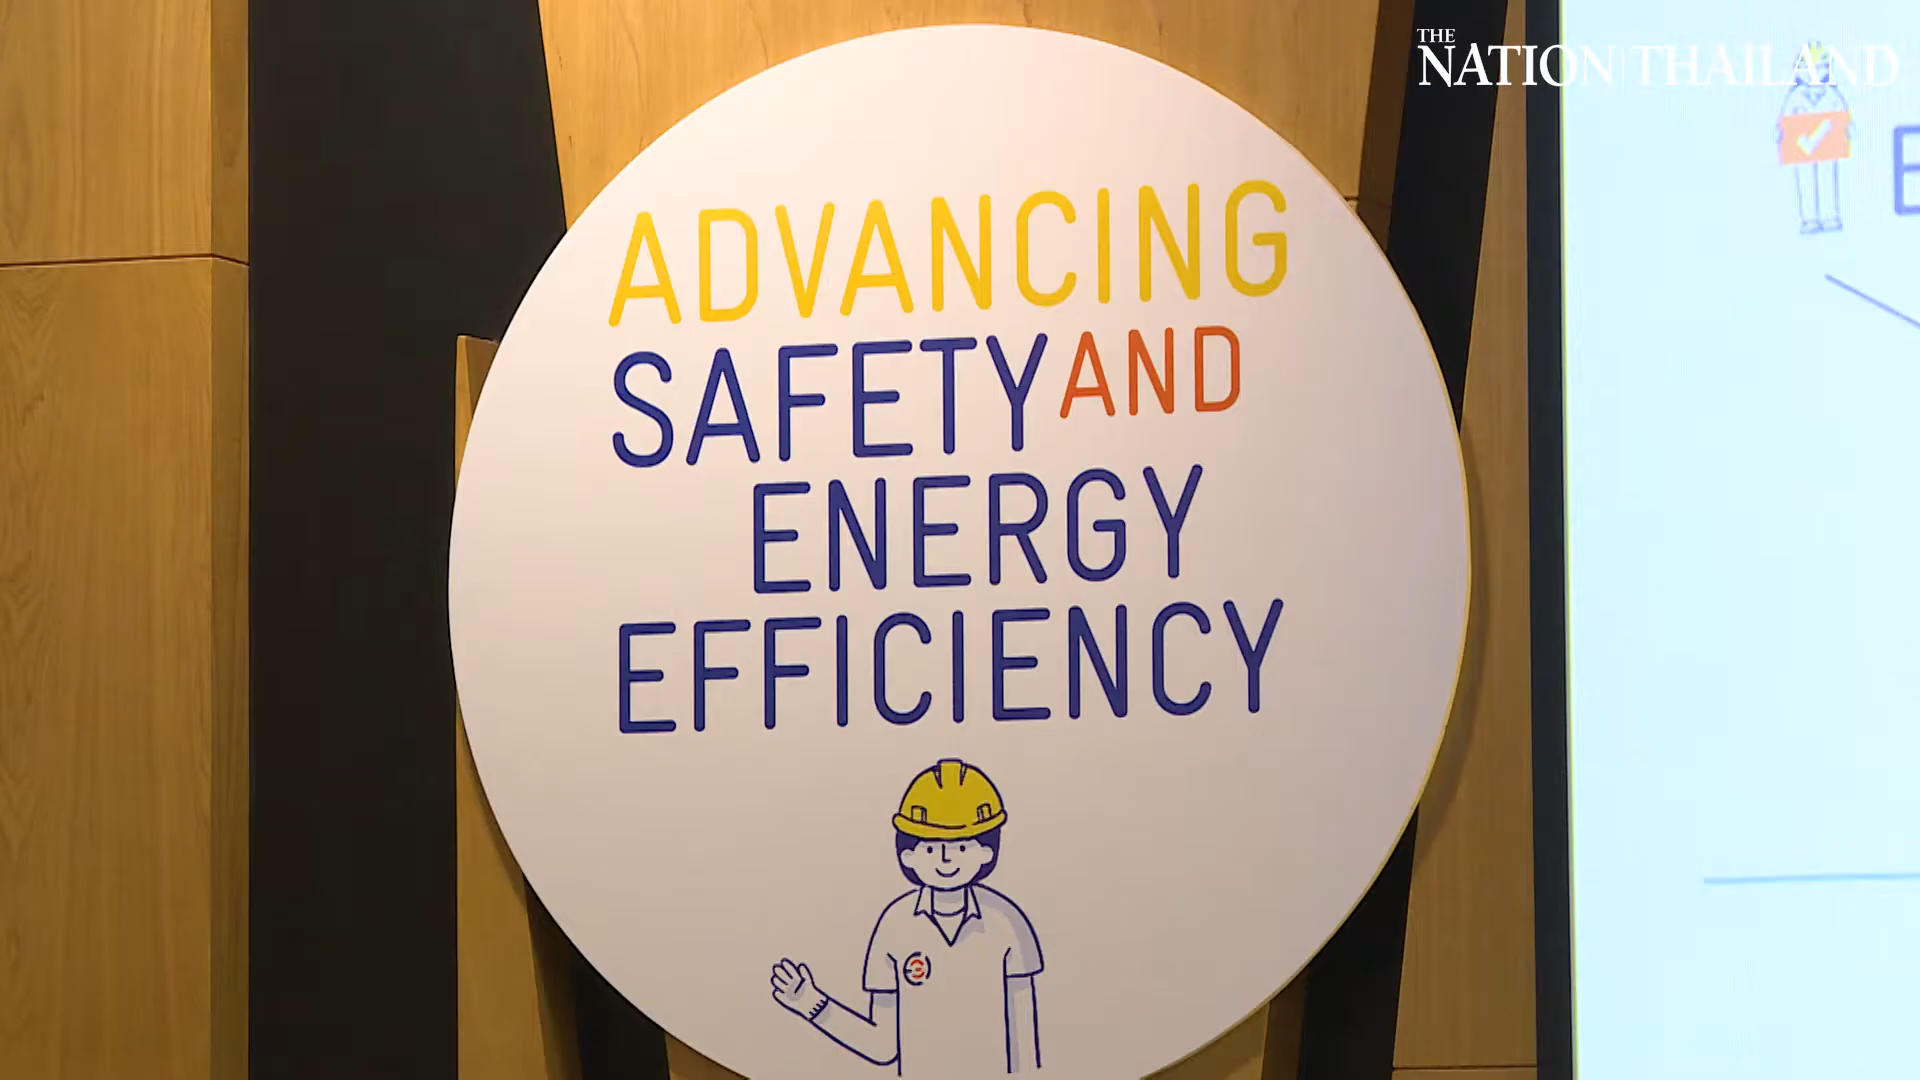 THE
NATION THAILAND
ADVANCING
SAFETY AND
ENERGY
EFFICIENCY